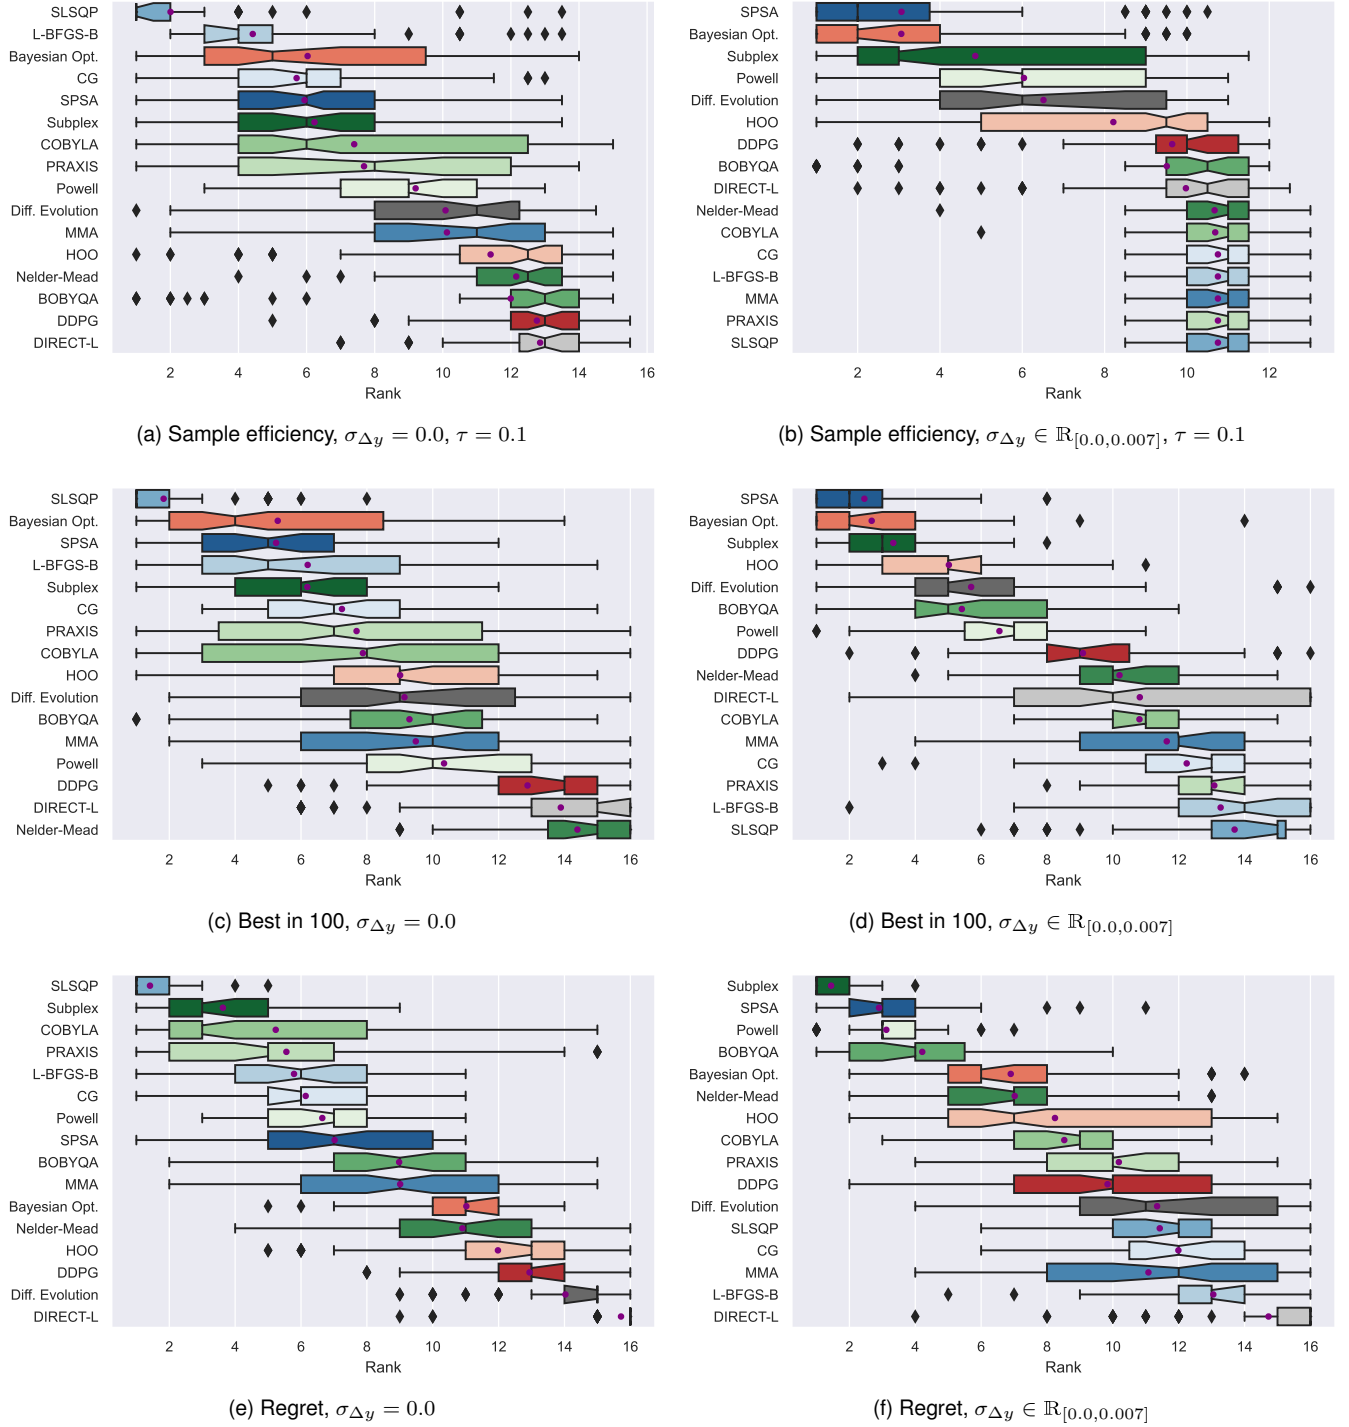 SLSQP
L-BFGS-B
Bayesian Opt.
CG
SPSA
Subplex
COBYLA
PRAXIS
Powell
Diff. Evolution
MMA
HOO
Nelder-Mead
BOBYQA
DDPG
DIRECT-L
2 4 6 8 10 12 14 16
Rank
(a) Sample efficiency, σ_Δy = 0.0, τ = 0.1
SPSA
Bayesian Opt.
Subplex
Powell
Diff. Evolution
HOO
DDPG
BOBYQA
DIRECT-L
Nelder-Mead
COBYLA
CG
L-BFGS-B
MMA
PRAXIS
SLSQP
2 4 6 8 10 12
Rank
(b) Sample efficiency, σ_Δy ∈ ℝ_[0.0,0.007], τ = 0.1
SLSQP
Bayesian Opt.
SPSA
L-BFGS-B
Subplex
CG
PRAXIS
COBYLA
HOO
Diff. Evolution
BOBYQA
MMA
Powell
DDPG
DIRECT-L
Nelder-Mead
2 4 6 8 10 12 14 16
Rank
(c) Best in 100, σ_Δy = 0.0
SPSA
Bayesian Opt.
Subplex
HOO
Diff. Evolution
BOBYQA
Powell
DDPG
Nelder-Mead
DIRECT-L
COBYLA
MMA
CG
PRAXIS
L-BFGS-B
SLSQP
2 4 6 8 10 12 14 16
Rank
(d) Best in 100, σ_Δy ∈ ℝ_[0.0,0.007]
SLSQP
Subplex
COBYLA
PRAXIS
L-BFGS-B
CG
Powell
SPSA
BOBYQA
MMA
Bayesian Opt.
Nelder-Mead
HOO
DDPG
Diff. Evolution
DIRECT-L
2 4 6 8 10 12 14 16
Rank
(e) Regret, σ_Δy = 0.0
Subplex
SPSA
Powell
BOBYQA
Bayesian Opt.
Nelder-Mead
HOO
COBYLA
PRAXIS
DDPG
Diff. Evolution
SLSQP
CG
MMA
L-BFGS-B
DIRECT-L
2 4 6 8 10 12 14 16
Rank
(f) Regret, σ_Δy ∈ ℝ_[0.0,0.007]